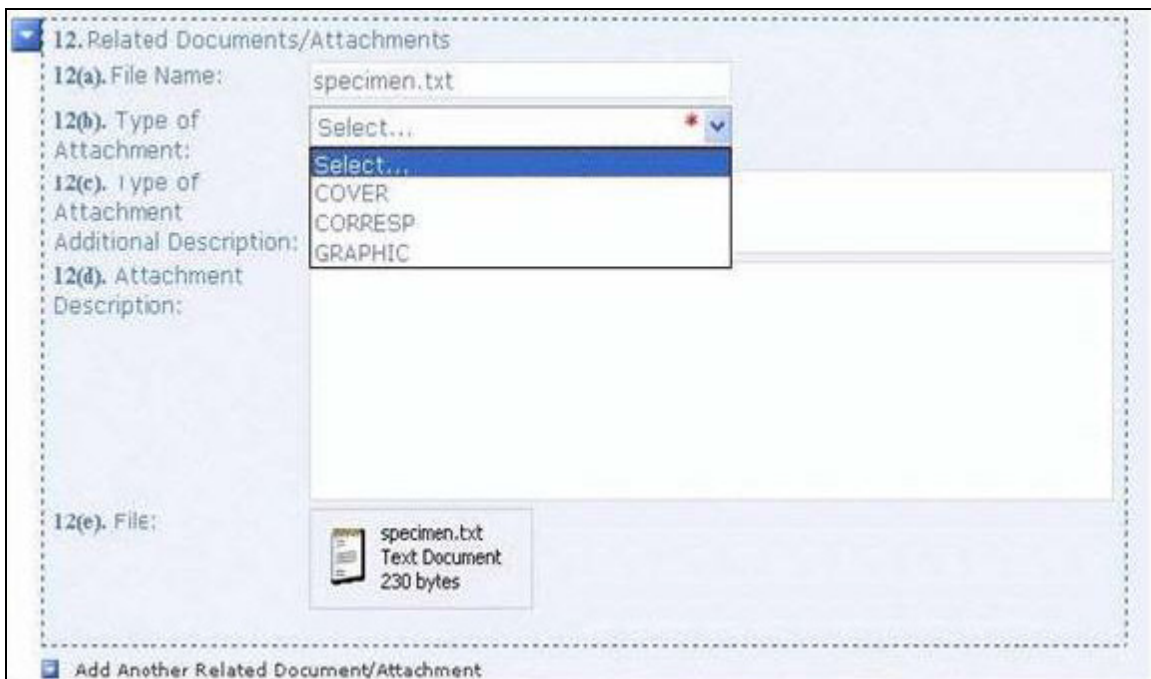 12. Related Documents/Attachments
12(a). File Name:
specimen.txt
12(b). Type of
Attachment:
Select...
*
Select...
COVER
CORRESP
GRAPHIC
12(c). Type of
Attachment
Additional Description:
12(d). Attachment
Description:
12(e). File:
specimen.txt
Text Document
230 bytes
Add Another Related Document/Attachment